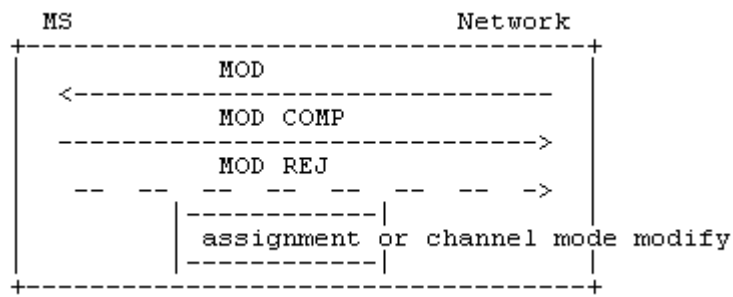 MS Network
MOD
MOD COMP
MOD REJ
assignment or channel mode modify